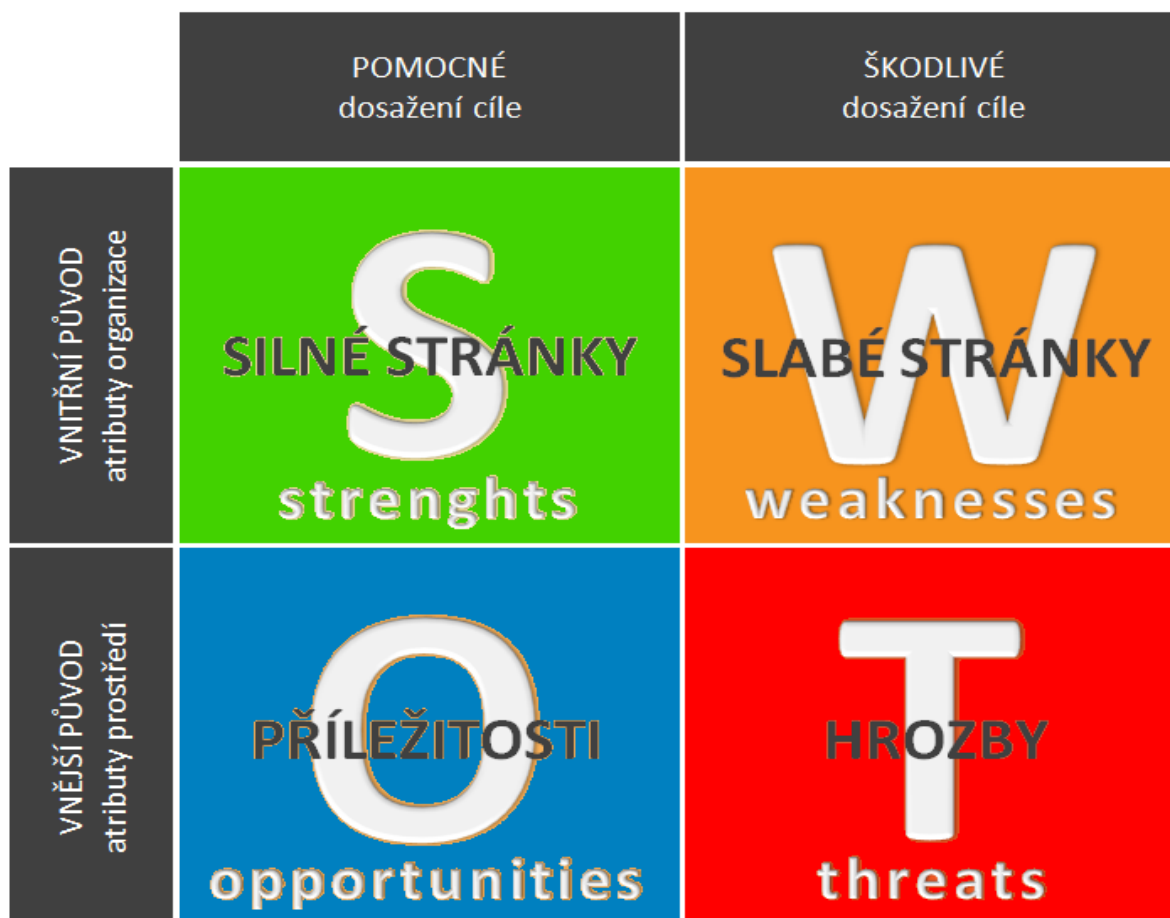 POMOCNÉ
dosažení cíle
ŠKODLIVÉ
dosažení cíle
VNITŘNÍ PŮVOD
atributy organizace
S
SILNÉ STRÁNKY
strenghts
W
SLABÉ STRÁNKY
weaknesses
VNĚJŠÍ PŮVOD
atributy prostředí
O
PŘÍLEŽITOSTI
opportunities
T
HROZBY
threats